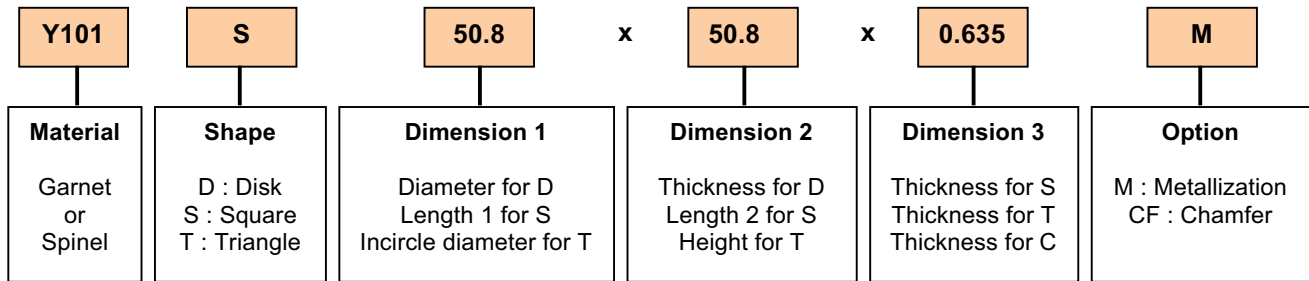 Y101 S 50.8 x 50.8 x 0.635 M
Material
Garnet
or
Spinel
Shape
D : Disk
S : Square
T : Triangle
Dimension 1
Diameter for D
Length 1 for S
Incircle diameter for T
Dimension 2
Thickness for D
Length 2 for S
Height for T
Dimension 3
Thickness for S
Thickness for T
Thickness for C
Option
M : Metallization
CF : Chamfer